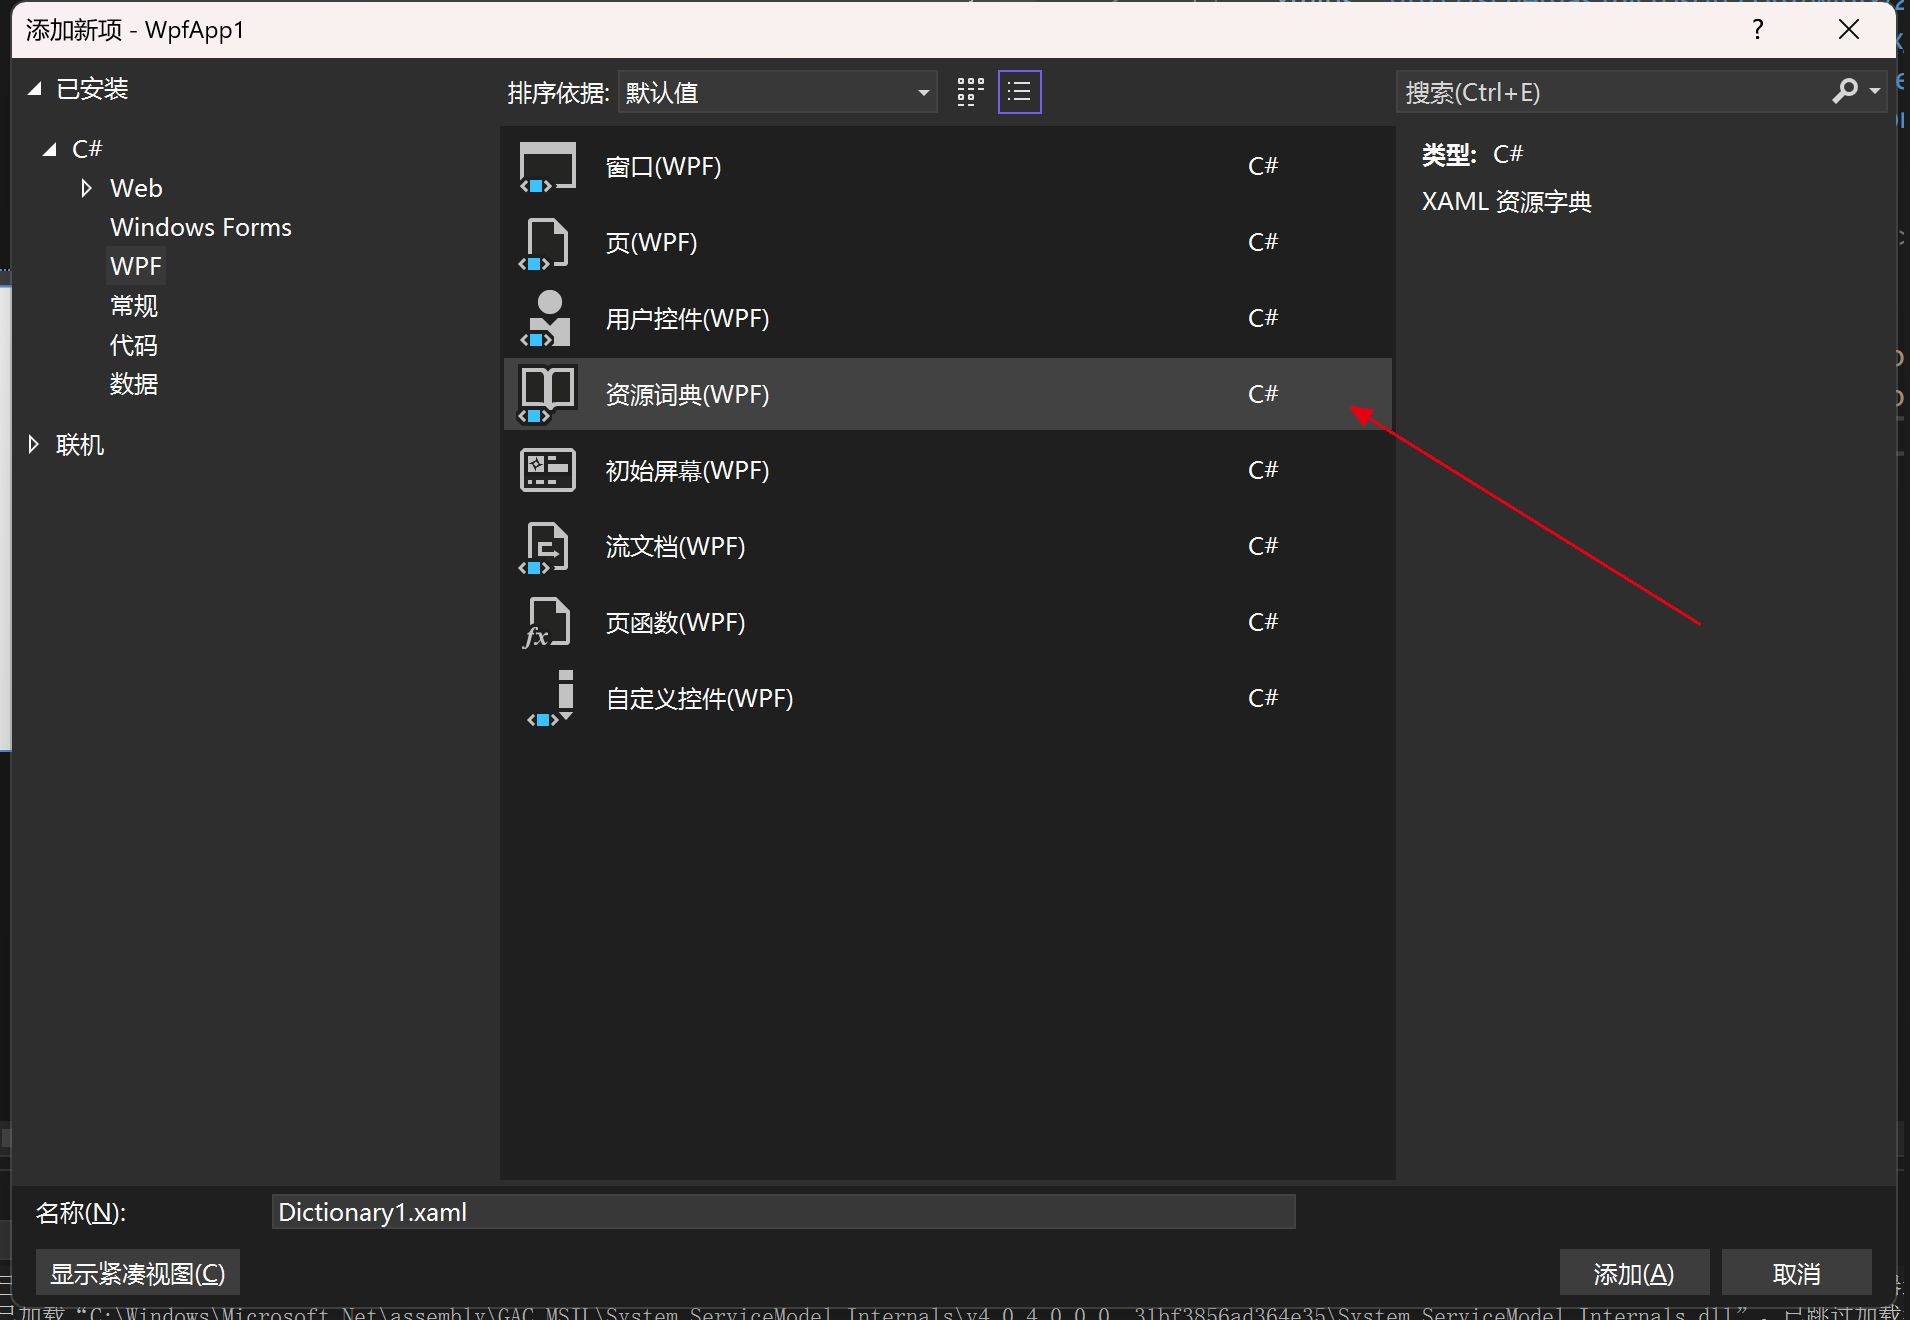 添加新项 - WpfApp1
?
已安装
C#
Web
Windows Forms
WPF
常规
代码
数据
联机
排序依据:
默认值
窗口(WPF) C#
页(WPF) C#
用户控件(WPF) C#
资源词典(WPF) C#
初始屏幕(WPF) C#
流文档(WPF) C#
页函数(WPF) C#
fx
自定义控件(WPF) C#
搜索(Ctrl+E)
类型: C#
XAML 资源字典
名称(N):
Dictionary1.xaml
显示紧凑视图(C)
添加(A)
取消
已加载“C:\Windows\Microsoft.Net\assembly\GAC_MSIL\System.ServiceModel.Internals\v4.0_4.0.0.0__31bf3856ad364e35\System.ServiceModel.Internals.dll”。已跳过加载